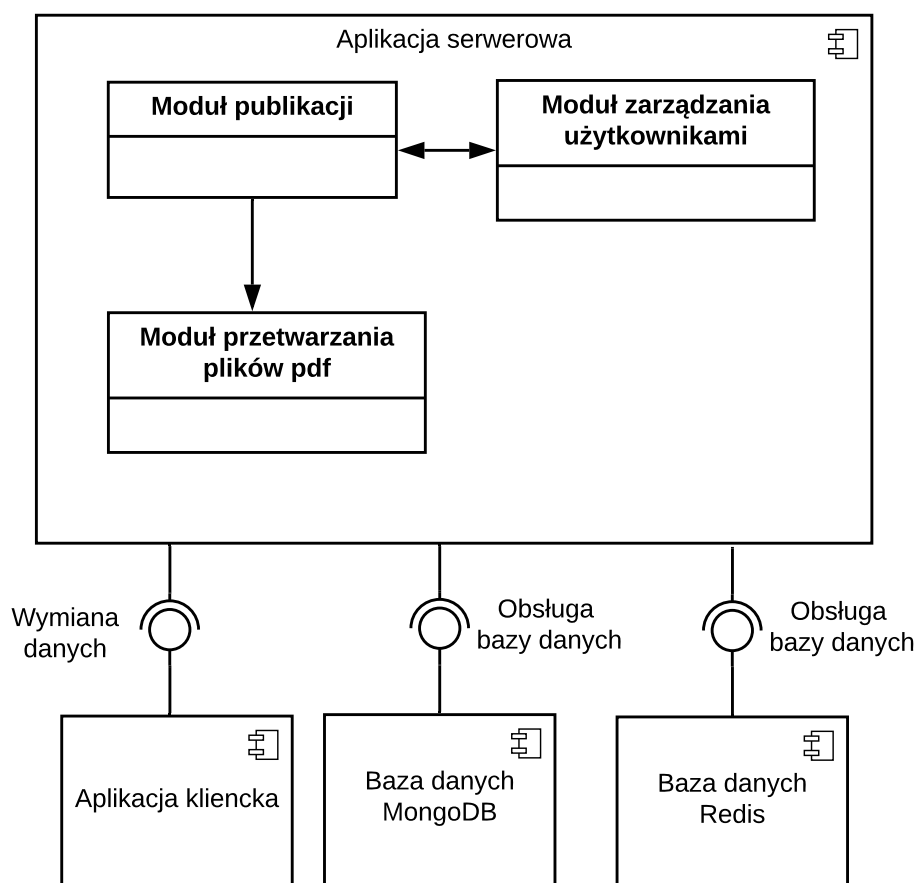 Aplikacja serwerowa
Moduł publikacji
Moduł zarządzania
użytkownikami
Moduł przetwarzania
plików pdf
Wymiana
danych
Obsługa
bazy danych
Obsługa
bazy danych
Aplikacja kliencka
Baza danych
MongoDB
Baza danych
Redis